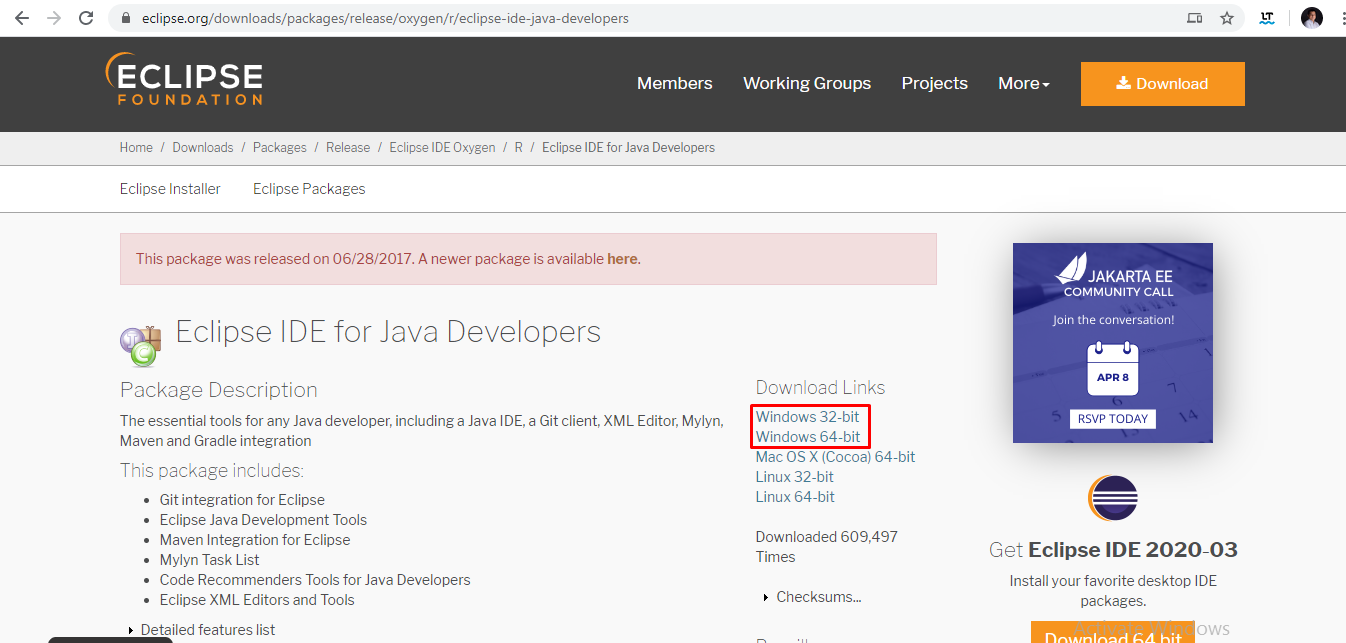 eclipse.org/downloads/packages/release/oxygen/r/eclipse-ide-java-developers
ECLIPSE
FOUNDATION
Members Working Groups Projects More Download
Home / Downloads / Packages / Release / Eclipse IDE Oxygen / R / Eclipse IDE for Java Developers
Eclipse Installer Eclipse Packages
This package was released on 06/28/2017. A newer package is available here.
Eclipse IDE for Java Developers
Package Description
The essential tools for any Java developer, including a Java IDE, a Git client, XML Editor, Mylyn,
Maven and Gradle integration
This package includes:
Git integration for Eclipse
Eclipse Java Development Tools
Maven Integration for Eclipse
Mylyn Task List
Code Recommenders Tools for Java Developers
Eclipse XML Editors and Tools
Detailed features list
Download Links
Windows 32-bit
Windows 64-bit
Mac OS X (Cocoa) 64-bit
Linux 32-bit
Linux 64-bit
Downloaded 609,497
Times
Checksums...
JAKARTA EE
COMMUNITY CALL
Join the conversation!
APR 8
RSVP TODAY
Get Eclipse IDE 2020-03
Install your favorite desktop IDE
packages.
Download 64 bit